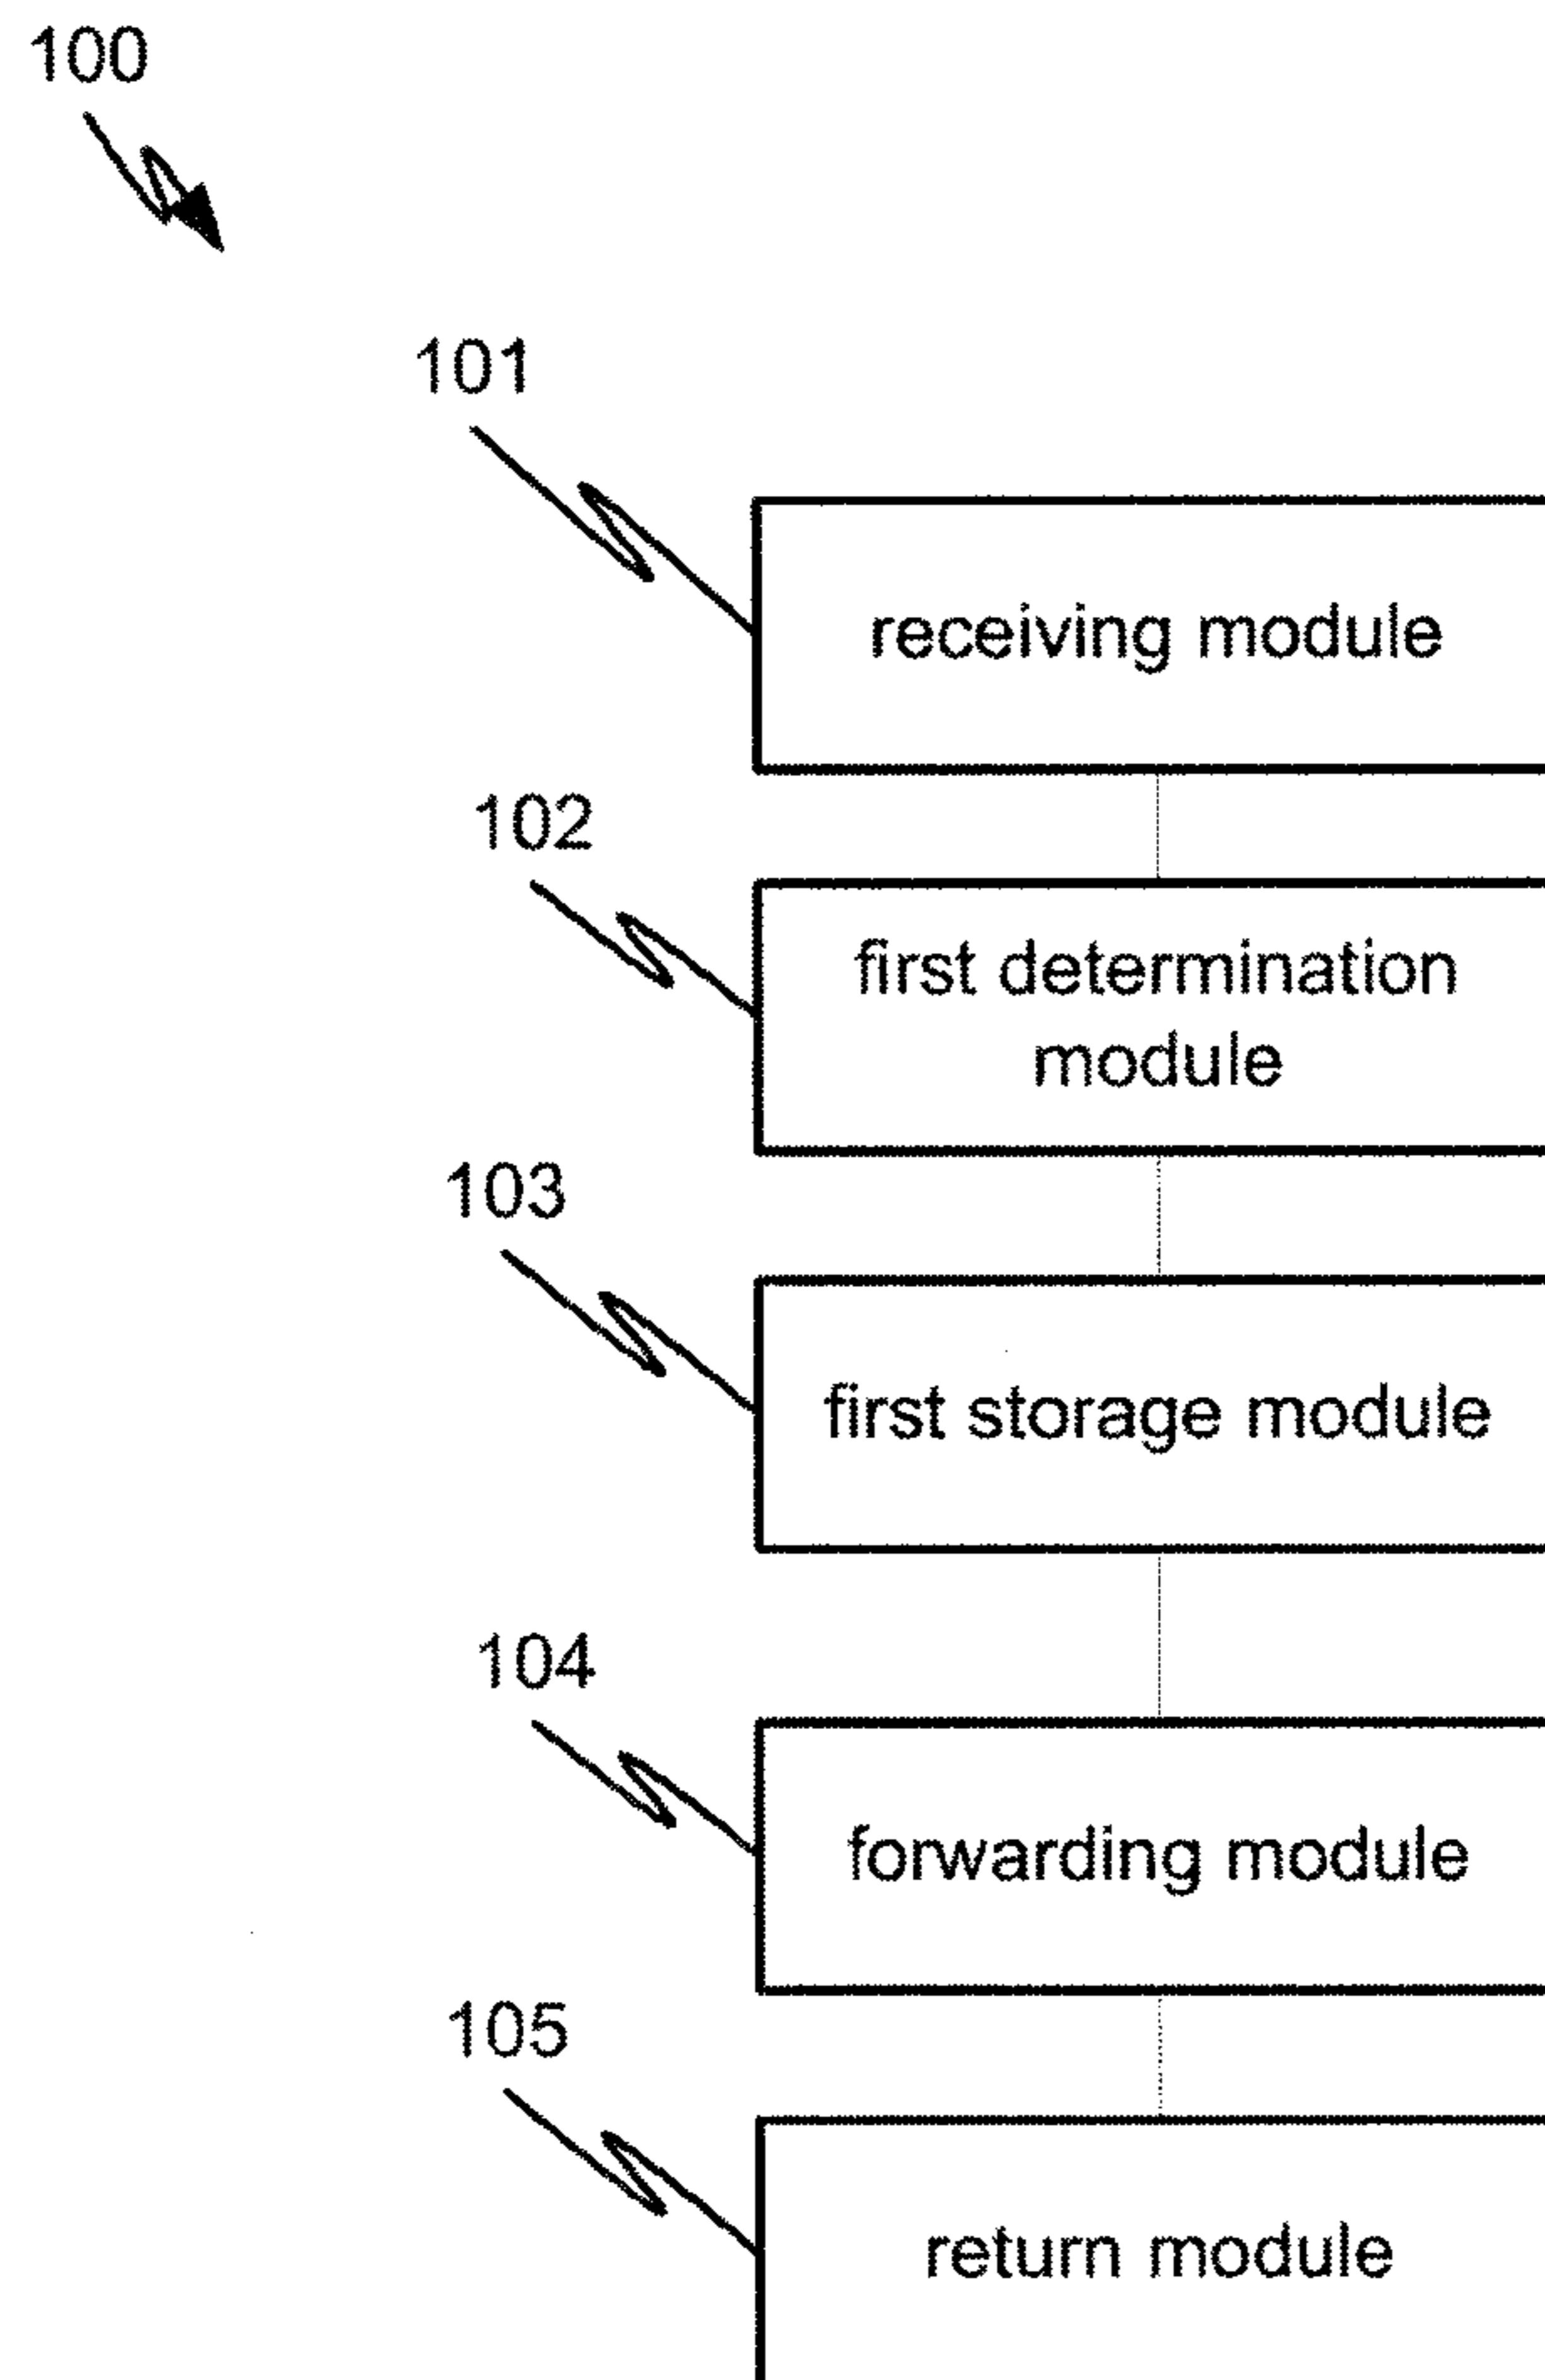 100
101
receiving module
102
first determination
module
103
first storage module
104
forwarding module
105
return module